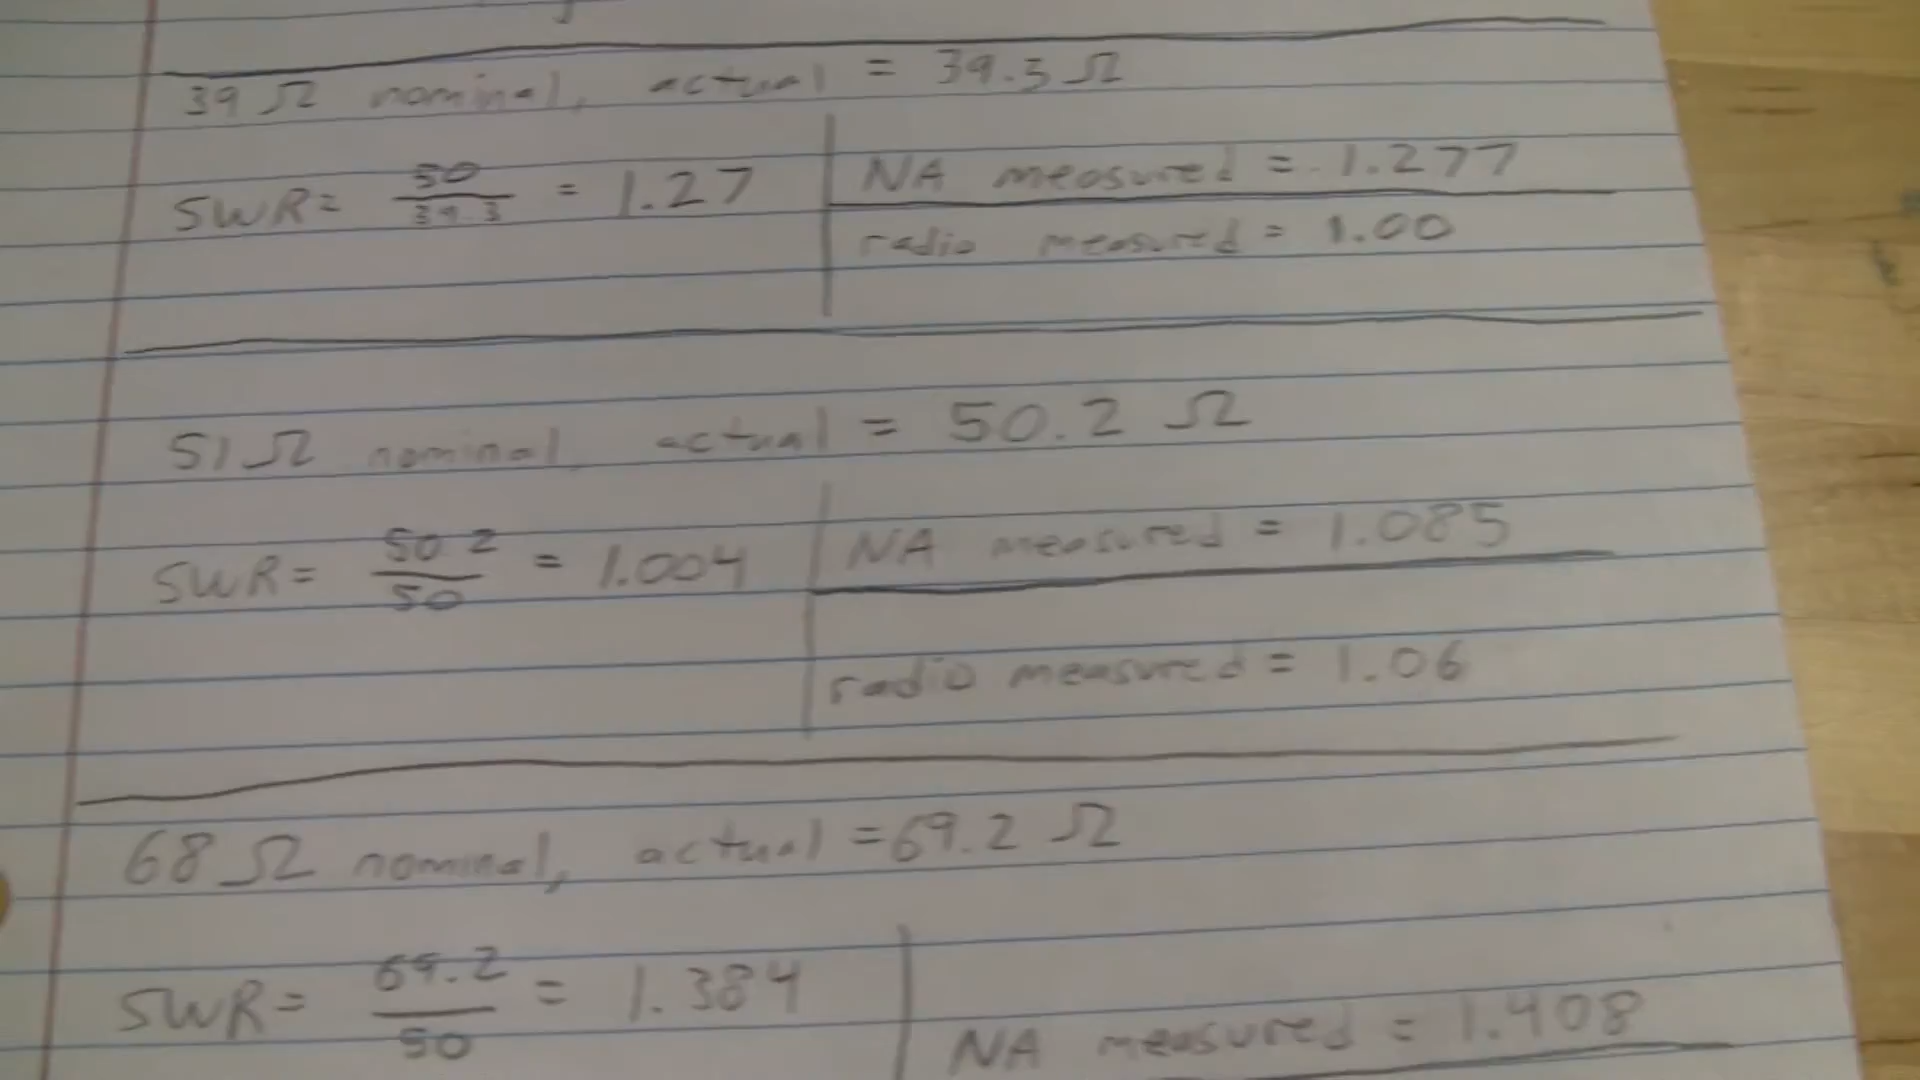 39 Ω nominal, actual = 39.3 Ω
SWR = 50/39.3 = 1.27
NA measured = 1.277
radio measured = 1.00
51 Ω nominal actual = 50.2 Ω
SWR = 50.2/50 = 1.004
NA measured = 1.085
radio measured = 1.06
68 Ω nominal, actual = 69.2 Ω
SWR = 69.2/50 = 1.384
NA measured = 1.408